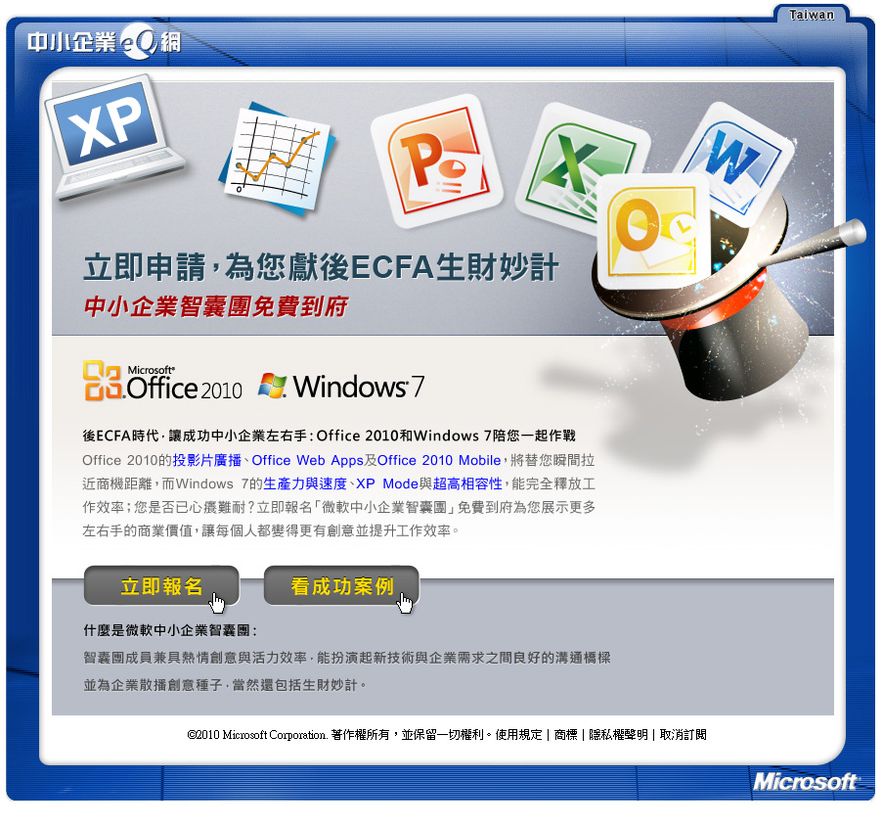 Taiwan
中小企業eQ網
XP
P
X
W
O
立即申請，為您獻後ECFA生財妙計
中小企業智囊團免費到府
Microsoft®
Office 2010 Windows®7
後ECFA時代，讓成功中小企業左右手：Office 2010和Windows 7陪您一起作戰
Office 2010的投影片廣播、Office Web Apps及Office 2010 Mobile，將替您瞬間拉
近商機距離，而Windows 7的生產力與速度、XP Mode與超高相容性，能完全釋放工
作效率；您是否已心癢難耐？立即報名「微軟中小企業智囊團」免費到府為您展示更多
左右手的商業價值，讓每個人都變得更有創意並提升工作效率。
立即報名 看成功案例
什麼是微軟中小企業智囊團：
智囊團成員兼具熱情創意與活力效率，能扮演起新技術與企業需求之間良好的溝通橋樑
並為企業散播創意種子，當然還包括生財妙計。
©2010 Microsoft Corporation. 著作權所有，並保留一切權利。使用規定 | 商標 | 隱私權聲明 | 取消訂閱
Microsoft®